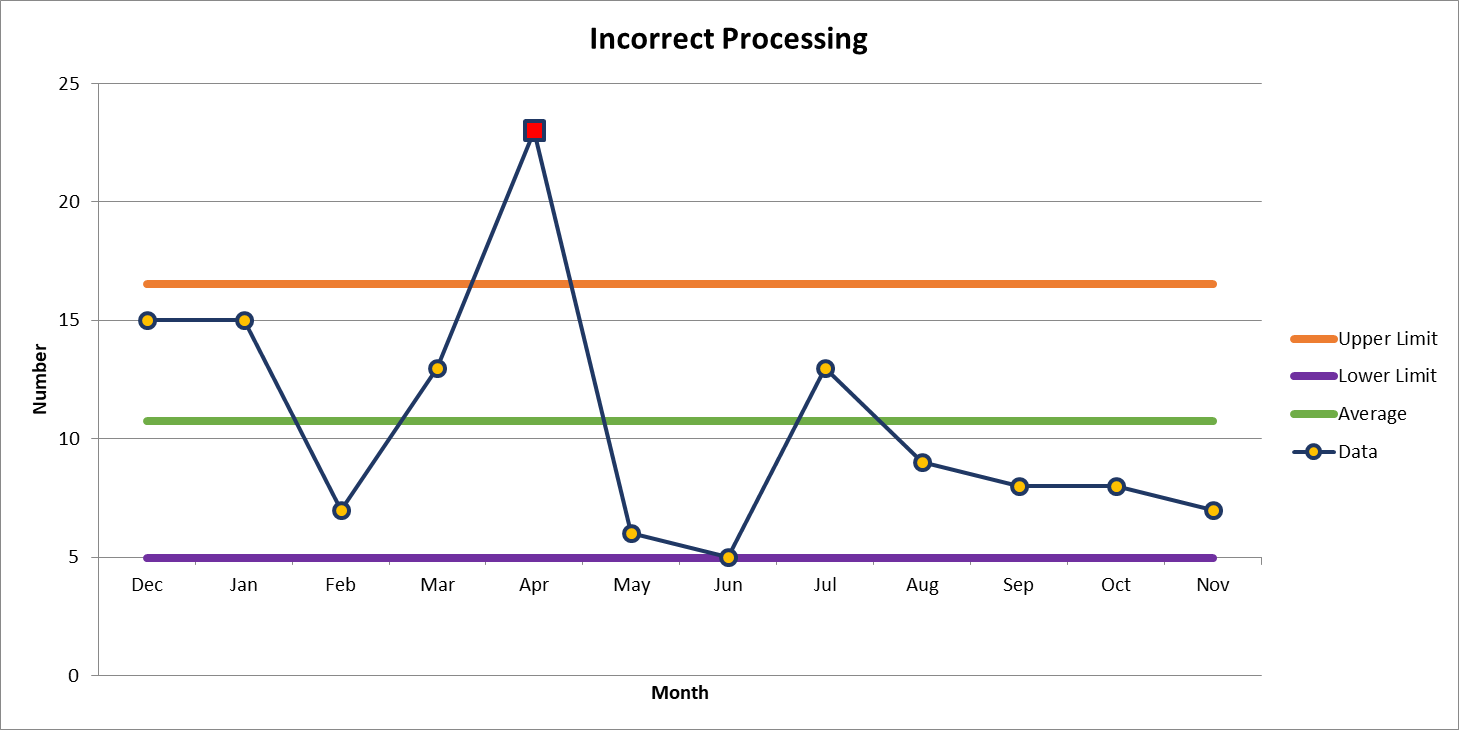 Incorrect Processing
25
20
15
10
5
0
Number
Dec Jan Feb Mar Apr May Jun Jul Aug Sep Oct Nov
Month
Upper Limit
Lower Limit
Average
Data